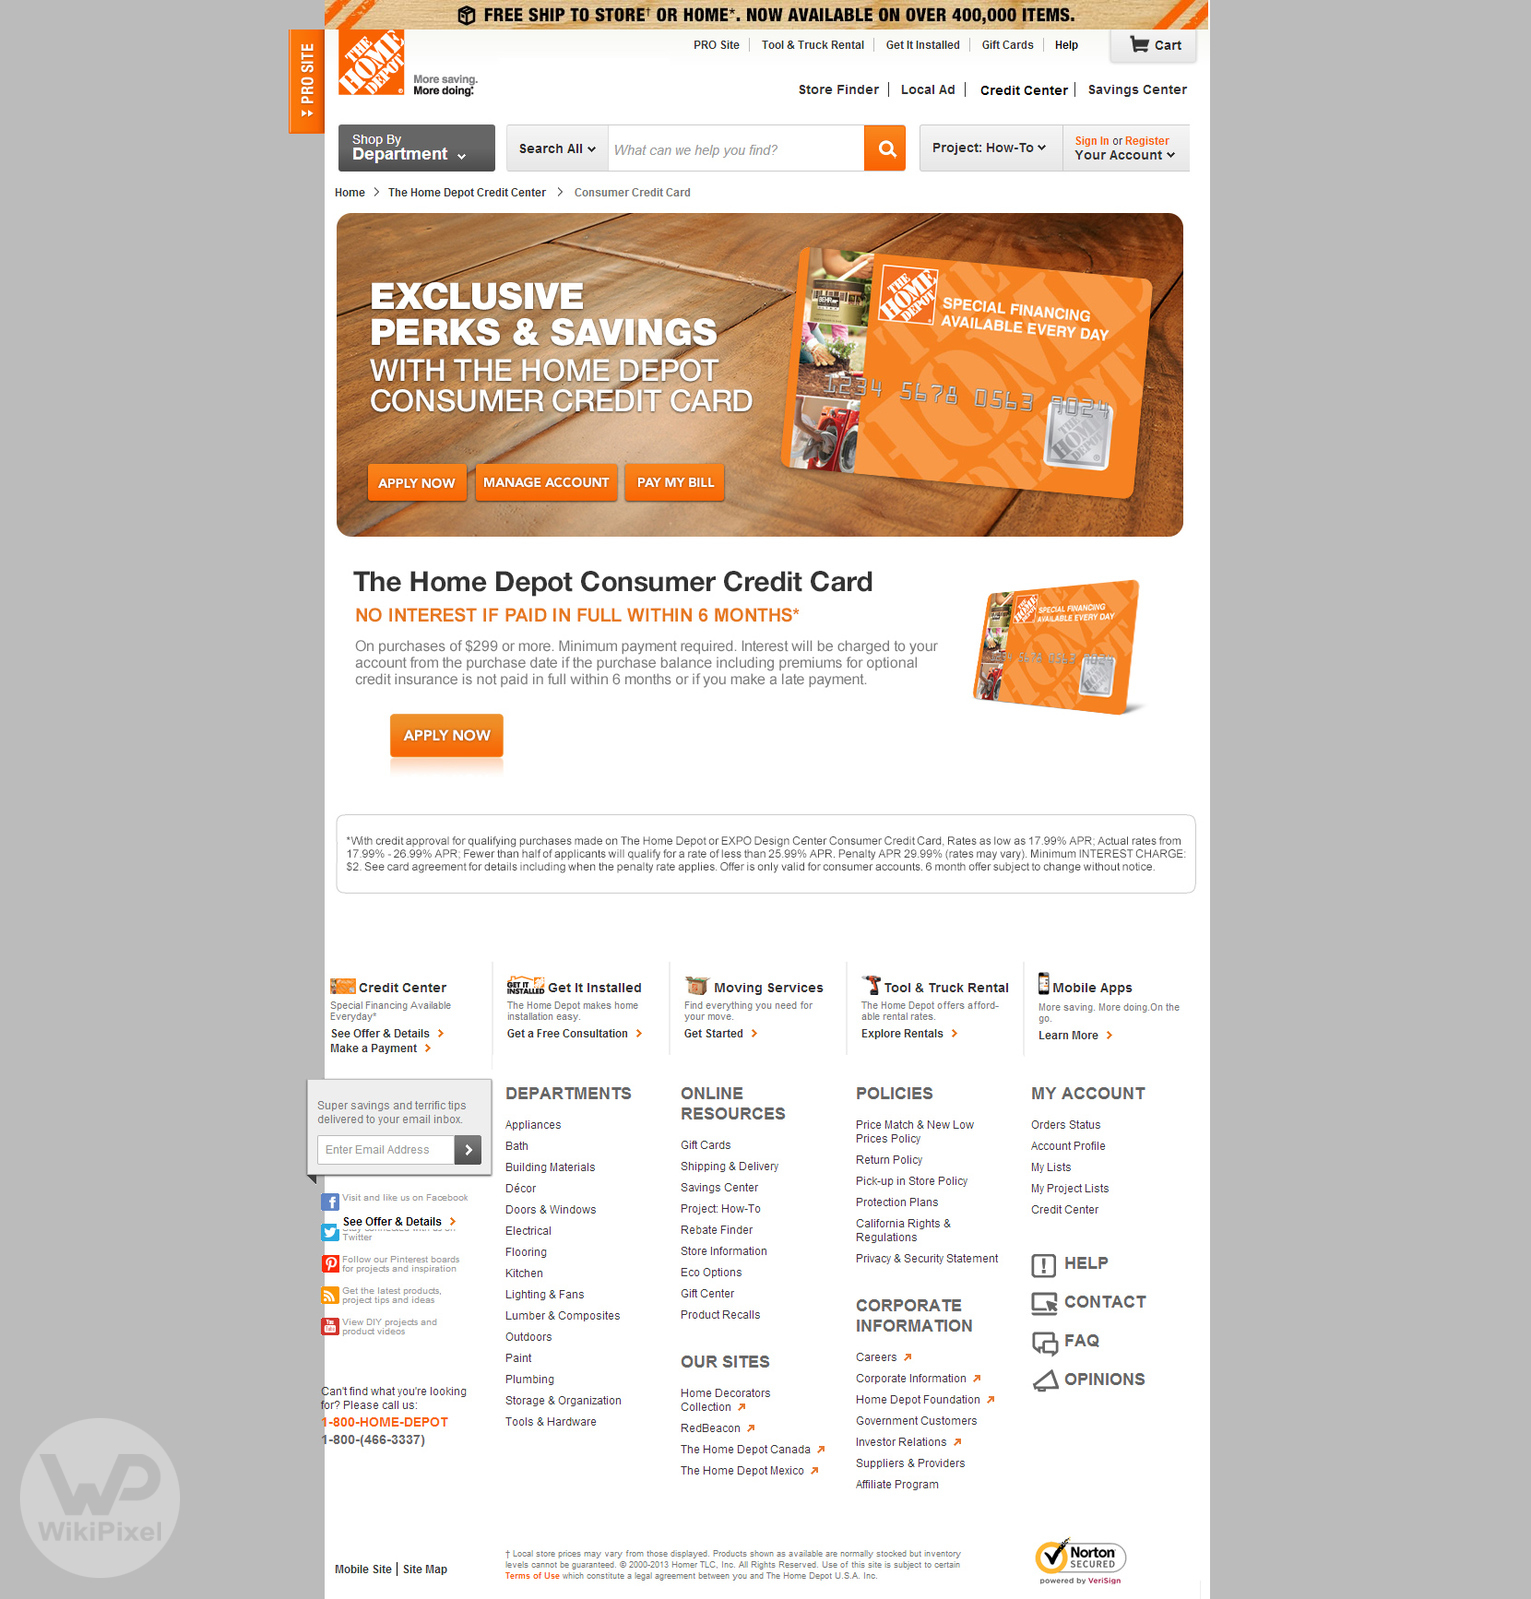 FREE SHIP TO STORE† OR HOME*. NOW AVAILABLE ON OVER 400,000 ITEMS.
PRO SITE
THE HOME DEPOT
More saving.
More doing.
PRO Site
Tool & Truck Rental
Get It Installed
Gift Cards
Help
Cart
Store Finder
Local Ad
Credit Center
Savings Center
Shop By
Department
Search All
What can we help you find?
Project: How-To
Sign In or Register
Your Account
Home > The Home Depot Credit Center > Consumer Credit Card
EXCLUSIVE
PERKS & SAVINGS
WITH THE HOME DEPOT
CONSUMER CREDIT CARD
APPLY NOW
MANAGE ACCOUNT
PAY MY BILL
BEHR
THE HOME DEPOT
SPECIAL FINANCING
AVAILABLE EVERY DAY
1234 5678 0563 9024
THE HOME DEPOT
The Home Depot Consumer Credit Card
NO INTEREST IF PAID IN FULL WITHIN 6 MONTHS*
On purchases of $299 or more. Minimum payment required. Interest will be charged to your
account from the purchase date if the purchase balance including premiums for optional
credit insurance is not paid in full within 6 months or if you make a late payment.
APPLY NOW
THE HOME DEPOT
SPECIAL FINANCING
AVAILABLE EVERY DAY
*With credit approval for qualifying purchases made on The Home Depot or EXPO Design Center Consumer Credit Card, Rates as low as 17.99% APR; Actual rates from
17.99% - 26.99% APR; Fewer than half of applicants will qualify for a rate of less than 25.99% APR. Penalty APR 29.99% (rates may vary). Minimum INTEREST CHARGE:
$2. See card agreement for details including when the penalty rate applies. Offer is only valid for consumer accounts. 6 month offer subject to change without notice.
Credit Center
Special Financing Available
Everyday*
See Offer & Details
Make a Payment
GET IT INSTALLED
Get It Installed
The Home Depot makes home
installation easy.
Get a Free Consultation
Moving Services
Find everything you need for
your move.
Get Started
Tool & Truck Rental
The Home Depot offers afford-
able rental rates.
Explore Rentals
Mobile Apps
More saving. More doing.On the
go.
Learn More
Super savings and terrific tips
delivered to your email inbox.
Enter Email Address
Visit and like us on Facebook
See Offer & Details
Twitter
Follow our Pinterest boards
for projects and inspiration
Get the latest products,
project tips and ideas
View DIY projects and
product videos
Can't find what you're looking
for? Please call us:
1-800-HOME-DEPOT
1-800-(466-3337)
DEPARTMENTS
Appliances
Bath
Building Materials
Décor
Doors & Windows
Electrical
Flooring
Kitchen
Lighting & Fans
Lumber & Composites
Outdoors
Paint
Plumbing
Storage & Organization
Tools & Hardware
ONLINE
RESOURCES
Gift Cards
Shipping & Delivery
Savings Center
Project: How-To
Rebate Finder
Store Information
Eco Options
Gift Center
Product Recalls
OUR SITES
Home Decorators
Collection
RedBeacon
The Home Depot Canada
The Home Depot Mexico
POLICIES
Price Match & New Low
Prices Policy
Return Policy
Pick-up in Store Policy
Protection Plans
California Rights &
Regulations
Privacy & Security Statement
CORPORATE
INFORMATION
Careers
Corporate Information
Home Depot Foundation
Government Customers
Investor Relations
Suppliers & Providers
Affiliate Program
MY ACCOUNT
Orders Status
Account Profile
My Lists
My Project Lists
Credit Center
HELP
CONTACT
FAQ
OPINIONS
WikiPixel
Mobile Site | Site Map
† Local store prices may vary from those displayed. Products shown as available are normally stocked but inventory
levels cannot be guaranteed. © 2000-2013 Homer TLC, Inc. All Rights Reserved. Use of this site is subject to certain
Terms of Use which constitute a legal agreement between you and The Home Depot U.S.A. Inc.
Norton
SECURED
powered by VeriSign